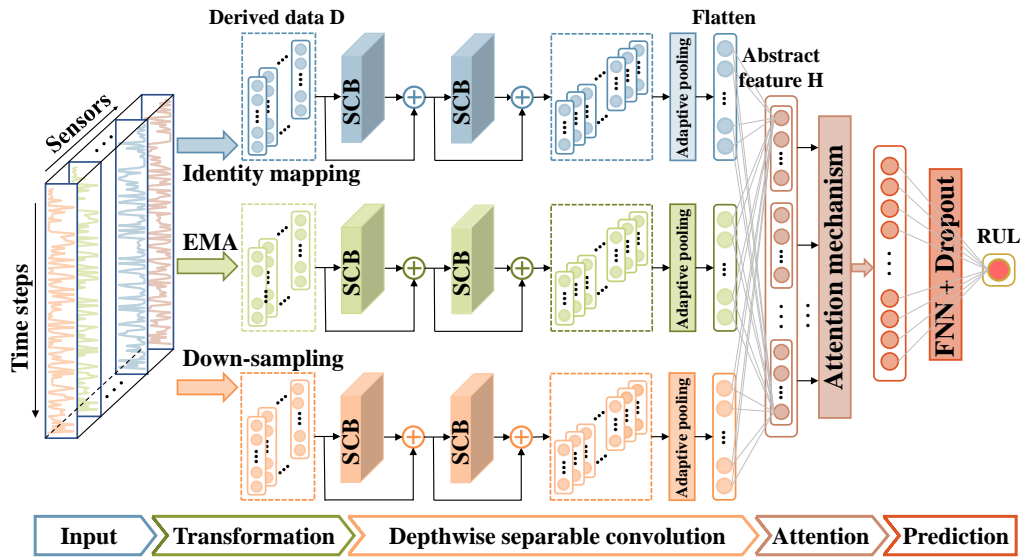 Derived data D
Flatten
Abstract
feature H
Sensors
Time steps
Identity mapping
SCB
SCB
Adaptive pooling
EMA
SCB
SCB
Adaptive pooling
Down-sampling
SCB
SCB
Adaptive pooling
Attention mechanism
FNN + Dropout
RUL
Input
Transformation
Depthwise separable convolution
Attention
Prediction